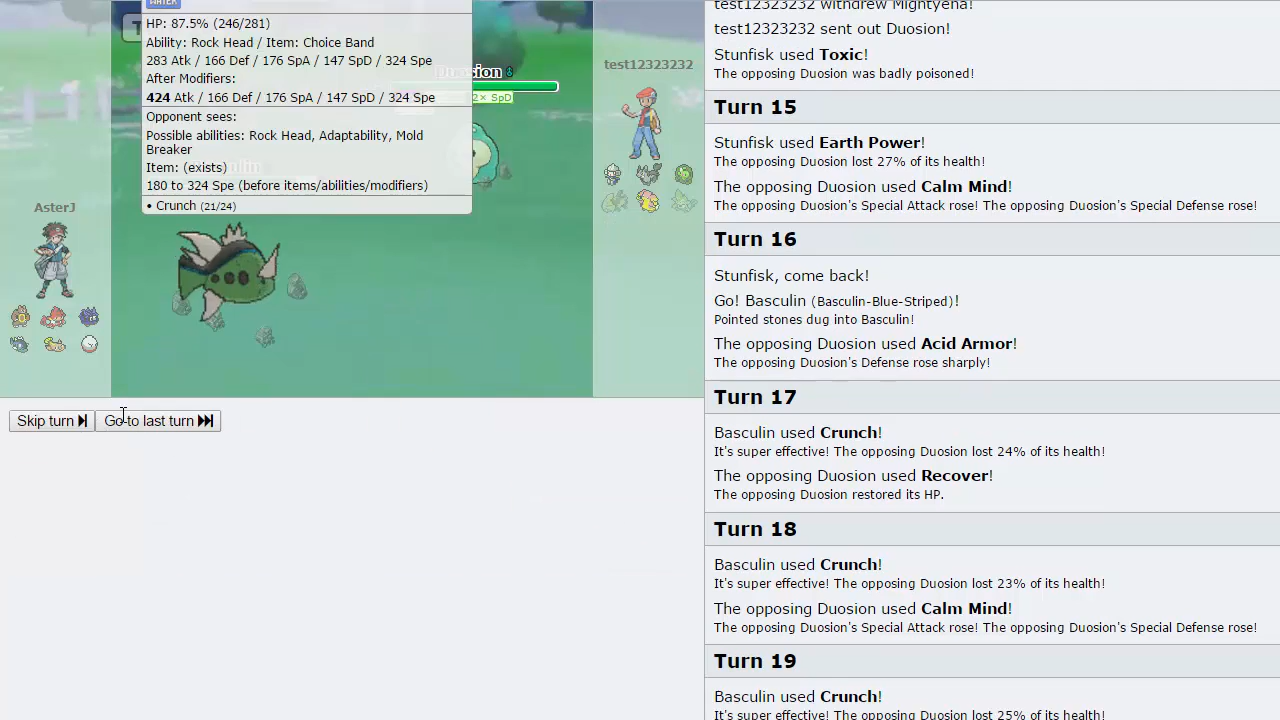 WATER
HP: 87.5% (246/281)
Ability: Rock Head / Item: Choice Band
283 Atk / 166 Def / 176 SpA / 147 SpD / 324 Spe
After Modifiers:
424 Atk / 166 Def / 176 SpA / 147 SpD / 324 Spe
Opponent sees:
Possible abilities: Rock Head, Adaptability, Mold
Breaker
Item: (exists)
180 to 324 Spe (before items/abilities/modifiers)
• Crunch (21/24)
2× SpD
AsterJ
test12323232
Skip turn
Go to last turn
test12323232 withdrew Mightyena!
test12323232 sent out Duosion!
Stunfisk used Toxic!
The opposing Duosion was badly poisoned!
Turn 15
Stunfisk used Earth Power!
The opposing Duosion lost 27% of its health!
The opposing Duosion used Calm Mind!
The opposing Duosion's Special Attack rose! The opposing Duosion's Special Defense rose!
Turn 16
Stunfisk, come back!
Go! Basculin (Basculin-Blue-Striped)!
Pointed stones dug into Basculin!
The opposing Duosion used Acid Armor!
The opposing Duosion's Defense rose sharply!
Turn 17
Basculin used Crunch!
It's super effective! The opposing Duosion lost 24% of its health!
The opposing Duosion used Recover!
The opposing Duosion restored its HP.
Turn 18
Basculin used Crunch!
It's super effective! The opposing Duosion lost 23% of its health!
The opposing Duosion used Calm Mind!
The opposing Duosion's Special Attack rose! The opposing Duosion's Special Defense rose!
Turn 19
Basculin used Crunch!
It's super effective! The opposing Duosion lost 25% of its health!